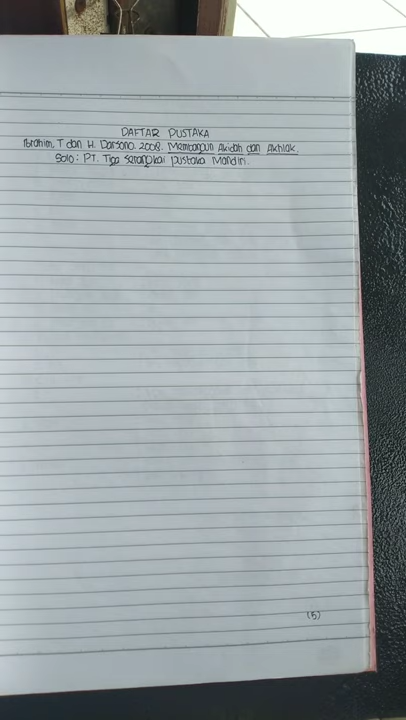 DAFTAR PUSTAKA
Ibrahim, T dan H. Darsono. 2008. Membangun Akidah dan Akhlak.
Solo: PT. Tiga Serangkai Pustaka Mandiri.
(5)